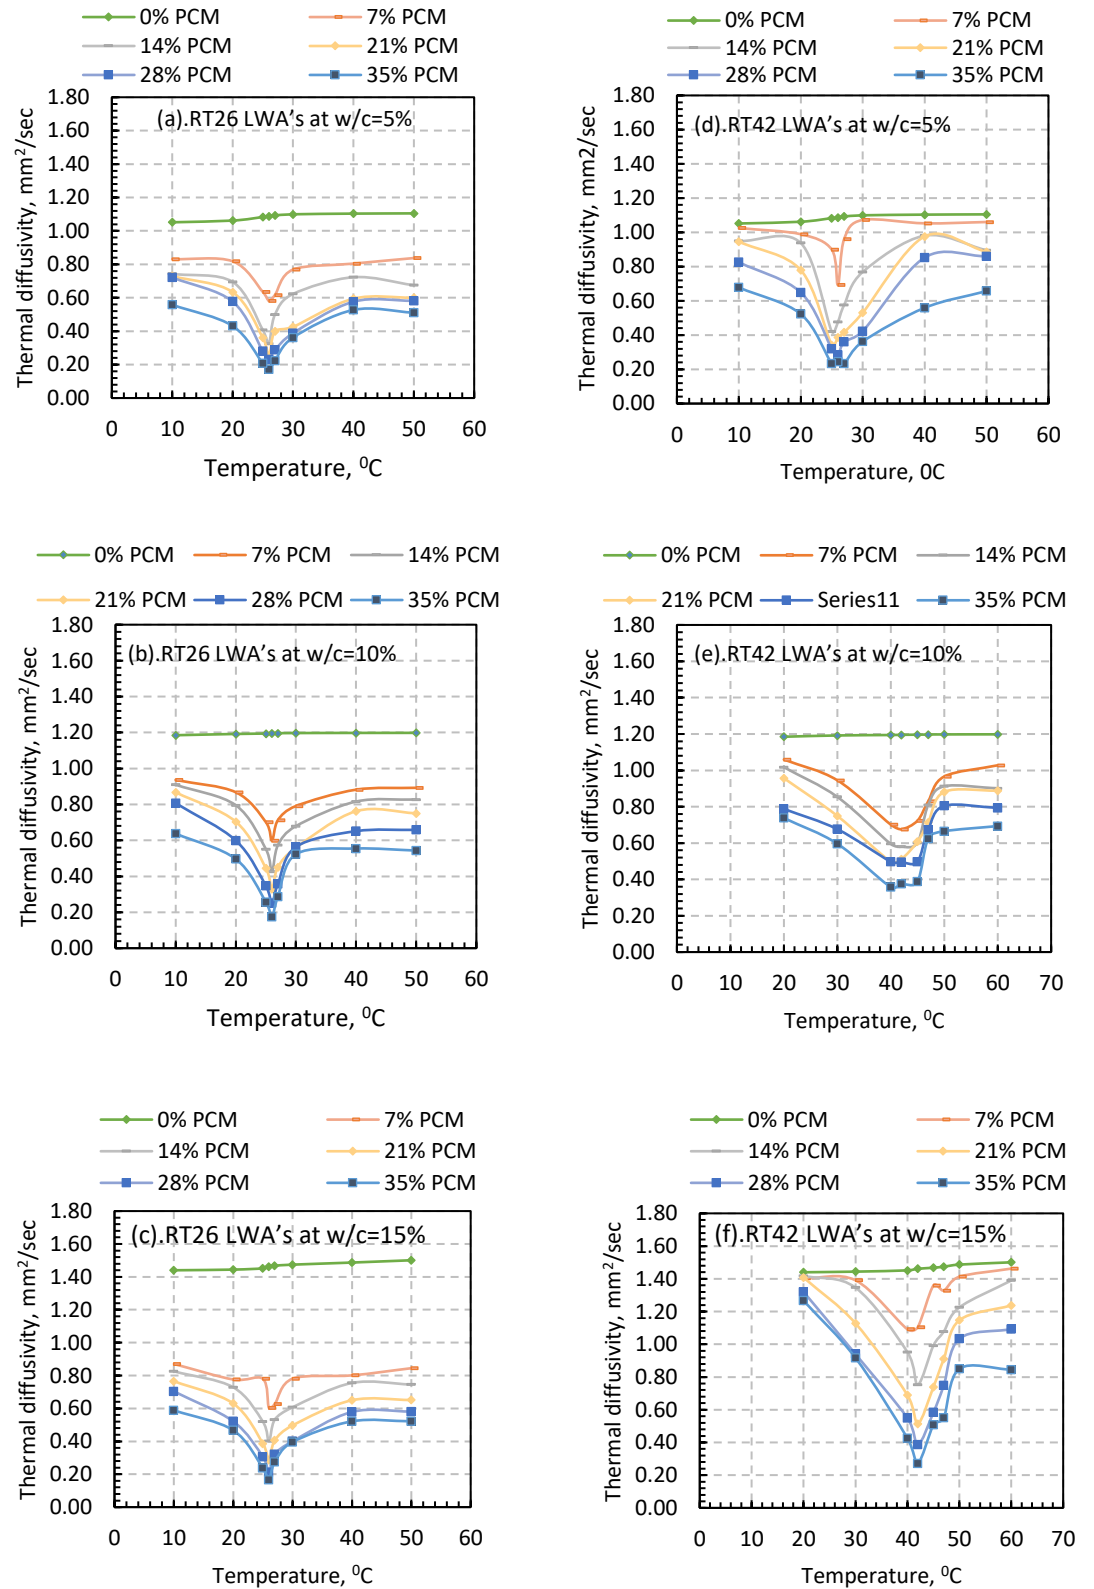 0% PCM 7% PCM
14% PCM 21% PCM
28% PCM 35% PCM
(a).RT26 LWA's at w/c=5%
Thermal diffusivity, mm²/sec
1.80
1.60
1.40
1.20
1.00
0.80
0.60
0.40
0.20
0.00
0 10 20 30 40 50 60
Temperature, ⁰C
0% PCM 7% PCM
14% PCM 21% PCM
28% PCM 35% PCM
(d).RT42 LWA's at w/c=5%
Thermal diffusivity, mm2/sec
1.80
1.60
1.40
1.20
1.00
0.80
0.60
0.40
0.20
0.00
0 10 20 30 40 50 60
Temperature, 0C
0% PCM 7% PCM 14% PCM
21% PCM 28% PCM 35% PCM
(b).RT26 LWA's at w/c=10%
Thermal diffusivity, mm²/sec
1.80
1.60
1.40
1.20
1.00
0.80
0.60
0.40
0.20
0.00
0 10 20 30 40 50 60
Temperature, ⁰C
0% PCM 7% PCM 14% PCM
21% PCM Series11 35% PCM
(e).RT42 LWA's at w/c=10%
Thermal diffusivity, mm²/sec
1.80
1.60
1.40
1.20
1.00
0.80
0.60
0.40
0.20
0.00
0 10 20 30 40 50 60 70
Temperature, ⁰C
0% PCM 7% PCM
14% PCM 21% PCM
28% PCM 35% PCM
(c).RT26 LWA's at w/c=15%
Thermal diffusivity, mm²/sec
1.80
1.60
1.40
1.20
1.00
0.80
0.60
0.40
0.20
0.00
0 10 20 30 40 50 60
Temperature, ⁰C
0% PCM 7% PCM
14% PCM 21% PCM
28% PCM 35% PCM
(f).RT42 LWA's at w/c=15%
Thermal diffusivity, mm²/sec
1.80
1.60
1.40
1.20
1.00
0.80
0.60
0.40
0.20
0.00
0 10 20 30 40 50 60 70
Temperature, ⁰C